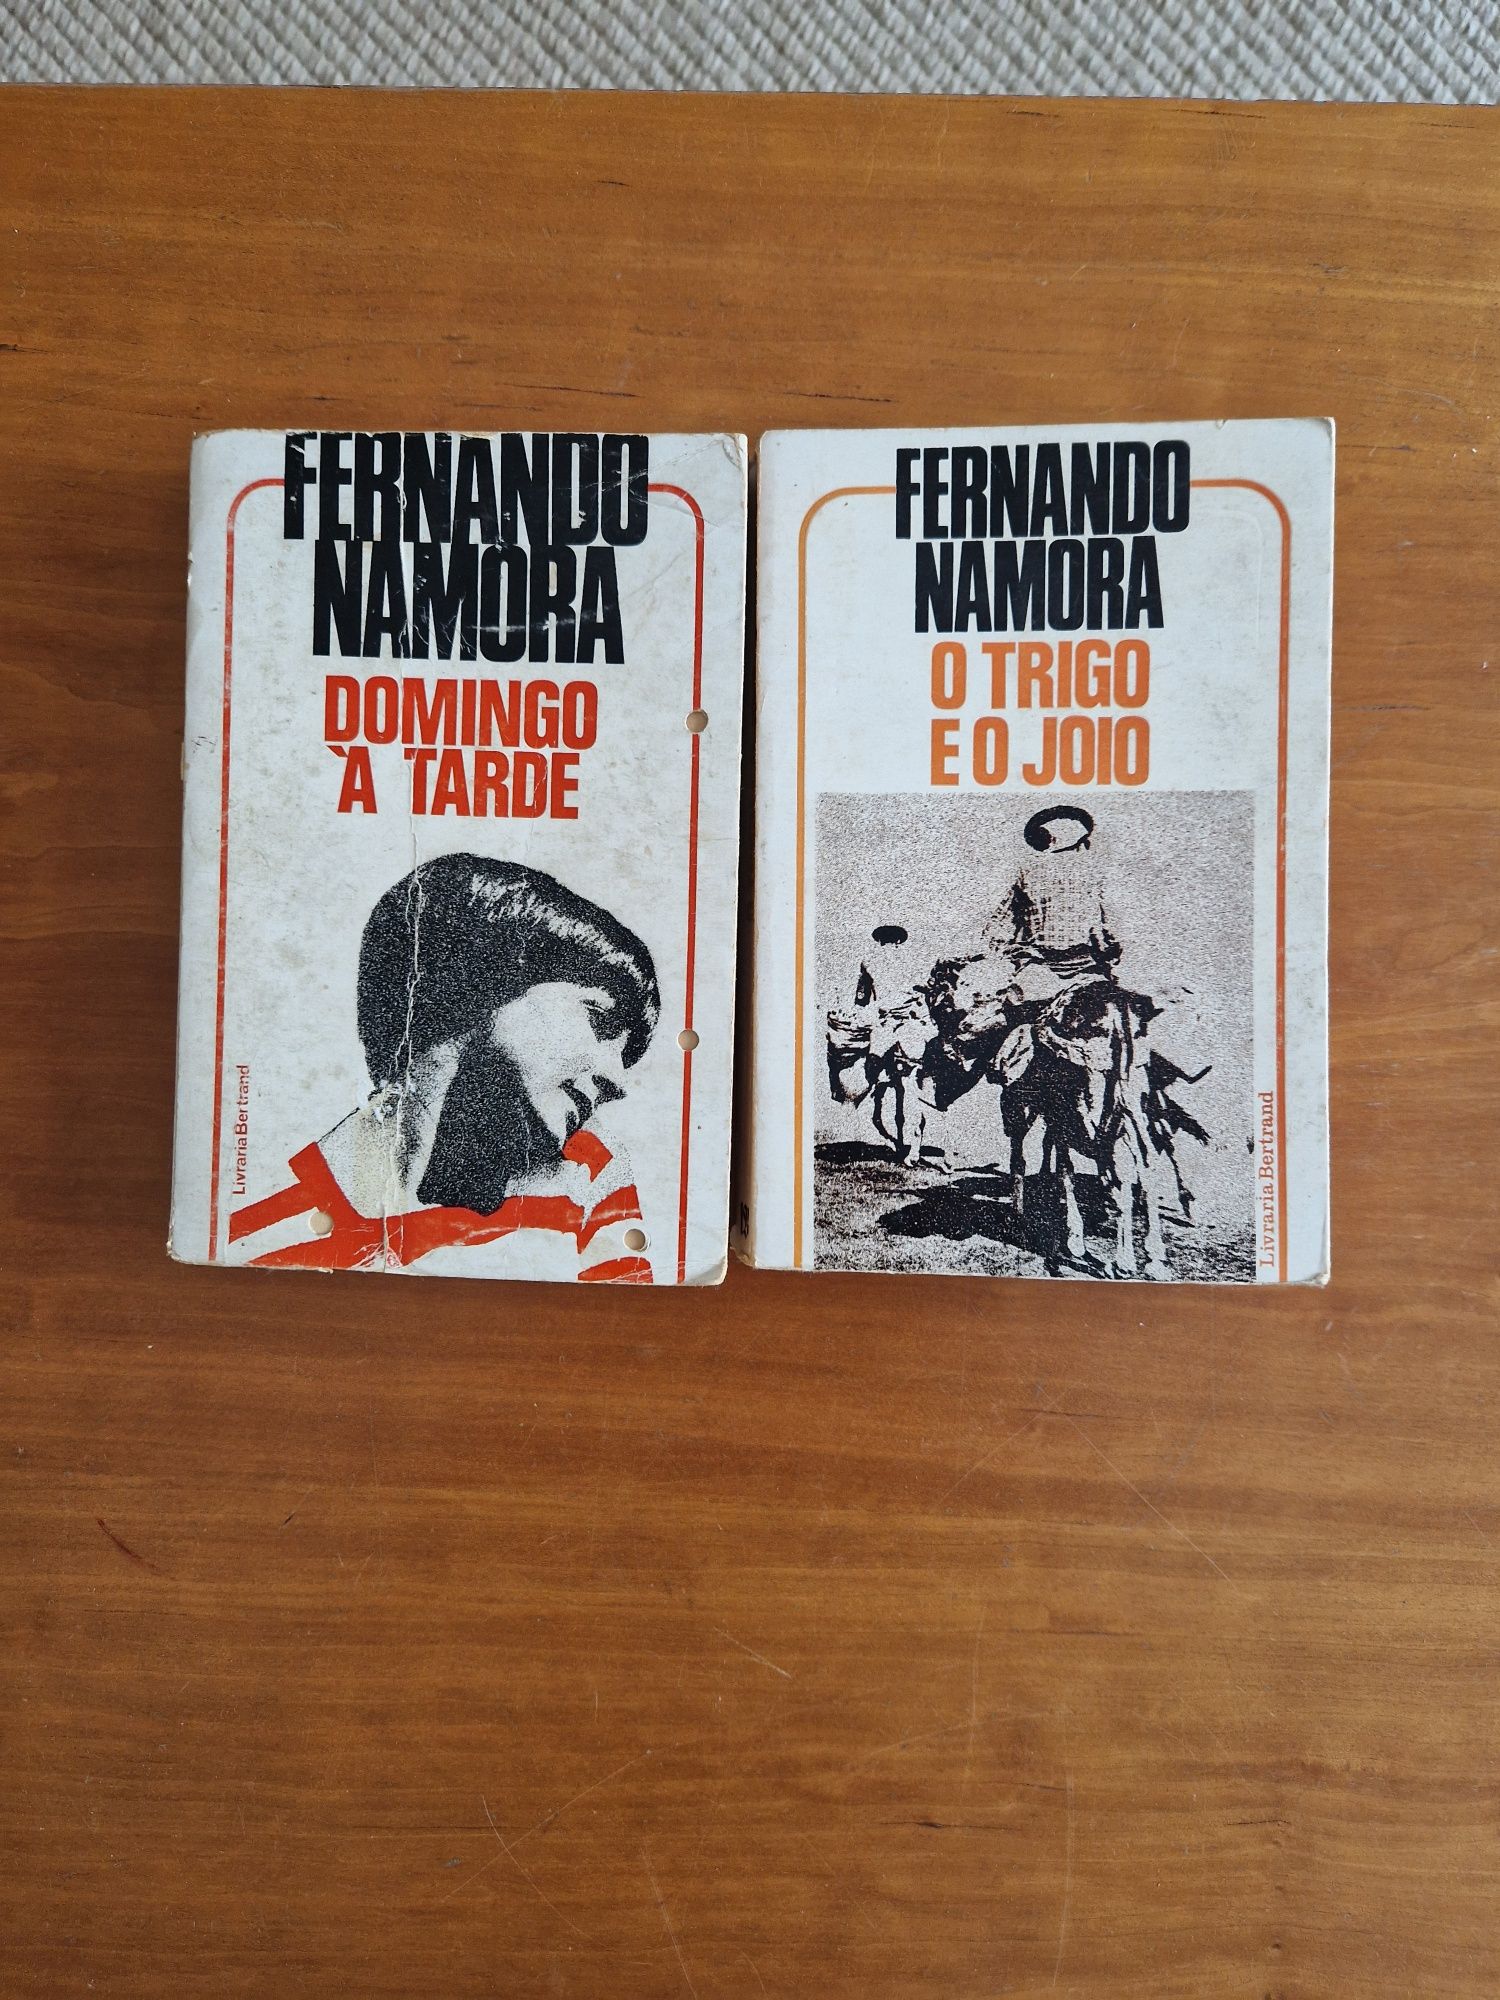 FERNANDO
NAMORA
DOMINGO
À TARDE
Livraria Bertrand
FERNANDO
NAMORA
O TRIGO
E O JOIO
Livraria Bertrand